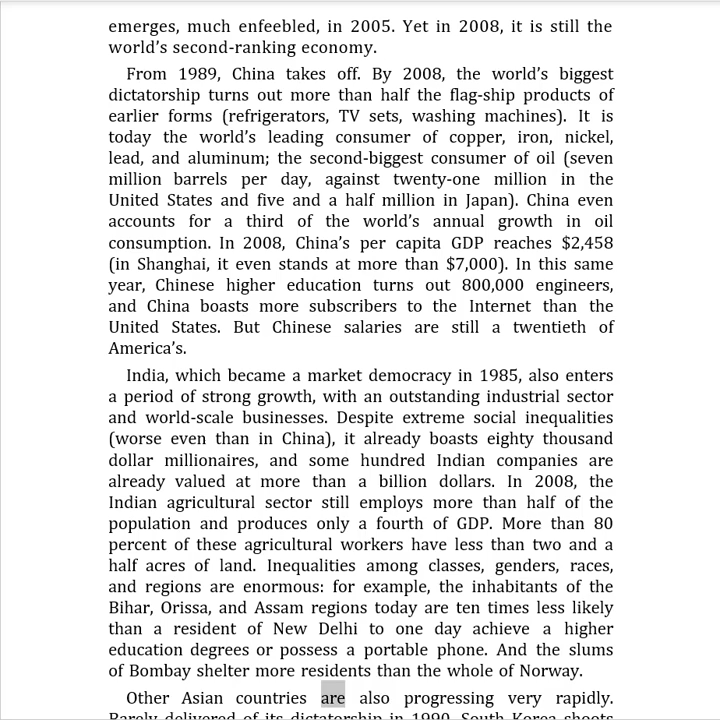 emerges, much enfeebled, in 2005. Yet in 2008, it is still the
world’s second-ranking economy.
From 1989, China takes off. By 2008, the world’s biggest
dictatorship turns out more than half the flag-ship products of
earlier forms (refrigerators, TV sets, washing machines). It is
today the world’s leading consumer of copper, iron, nickel,
lead, and aluminum; the second-biggest consumer of oil (seven
million barrels per day, against twenty-one million in the
United States and five and a half million in Japan). China even
accounts for a third of the world’s annual growth in oil
consumption. In 2008, China’s per capita GDP reaches $2,458
(in Shanghai, it even stands at more than $7,000). In this same
year, Chinese higher education turns out 800,000 engineers,
and China boasts more subscribers to the Internet than the
United States. But Chinese salaries are still a twentieth of
America’s.
India, which became a market democracy in 1985, also enters
a period of strong growth, with an outstanding industrial sector
and world-scale businesses. Despite extreme social inequalities
(worse even than in China), it already boasts eighty thousand
dollar millionaires, and some hundred Indian companies are
already valued at more than a billion dollars. In 2008, the
Indian agricultural sector still employs more than half of the
population and produces only a fourth of GDP. More than 80
percent of these agricultural workers have less than two and a
half acres of land. Inequalities among classes, genders, races,
and regions are enormous: for example, the inhabitants of the
Bihar, Orissa, and Assam regions today are ten times less likely
than a resident of New Delhi to one day achieve a higher
education degrees or possess a portable phone. And the slums
of Bombay shelter more residents than the whole of Norway.
Other Asian countries are also progressing very rapidly.
Barely delivered of its dictatorship in 1990, South Korea shoots